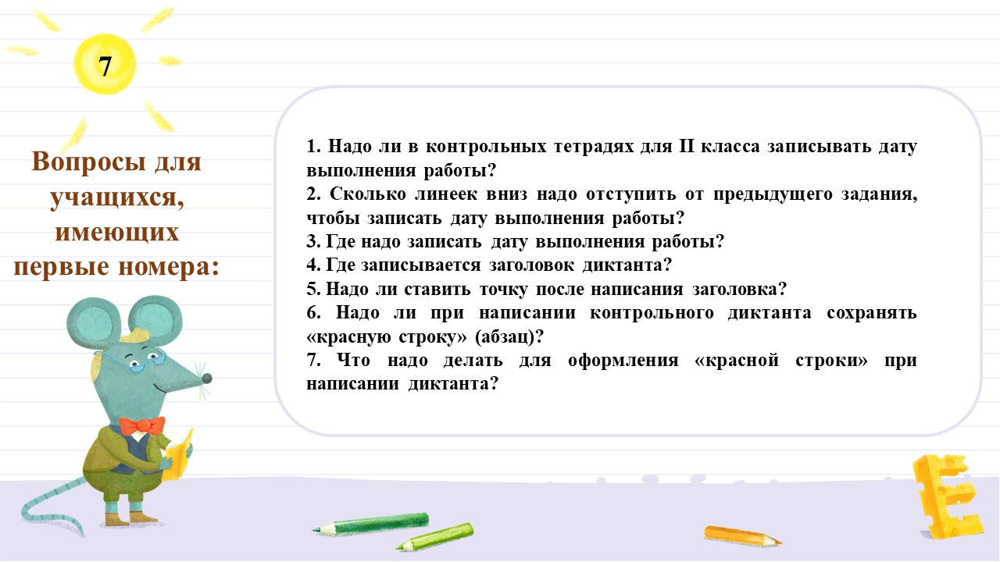 7
Вопросы для
учащихся,
имеющих
первые номера:
1. Надо ли в контрольных тетрадях для II класса записывать дату
выполнения работы?
2. Сколько линеек вниз надо отступить от предыдущего задания,
чтобы записать дату выполнения работы?
3. Где надо записать дату выполнения работы?
4. Где записывается заголовок диктанта?
5. Надо ли ставить точку после написания заголовка?
6. Надо ли при написании контрольного диктанта сохранять
«красную строку» (абзац)?
7. Что надо делать для оформления «красной строки» при
написании диктанта?
Е